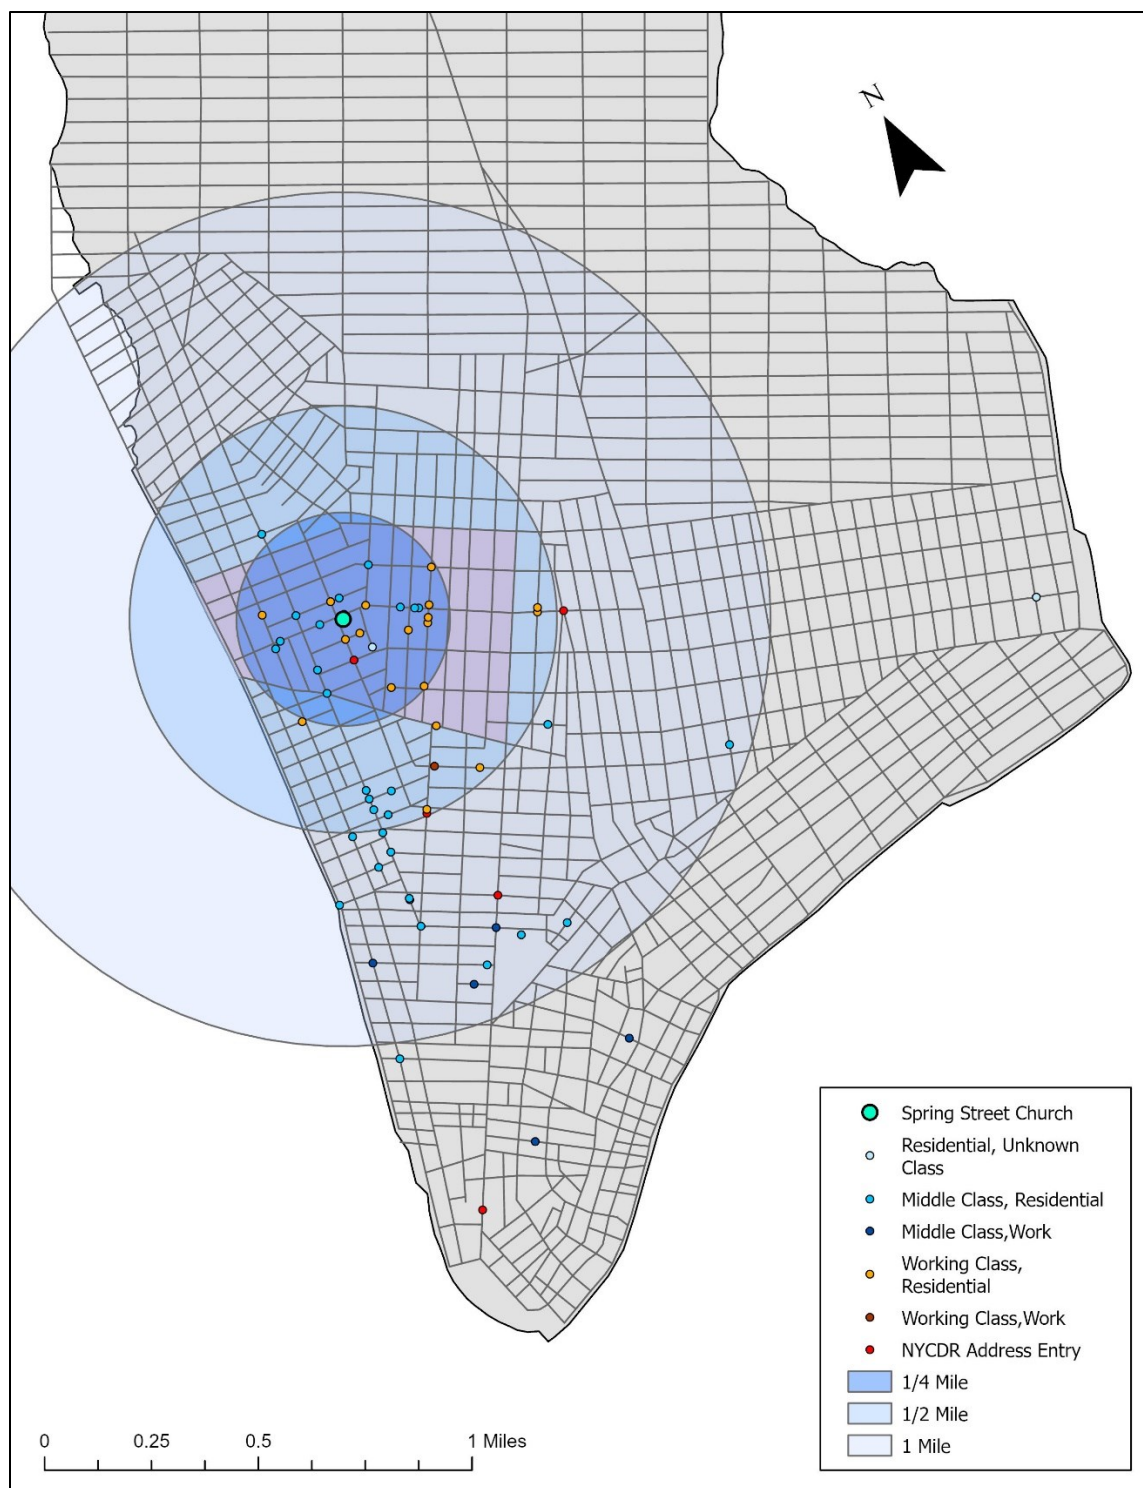 N
Spring Street Church
Residential, Unknown
Class
Middle Class, Residential
Middle Class,Work
Working Class,
Residential
Working Class,Work
NYCDR Address Entry
1/4 Mile
1/2 Mile
1 Mile
0 0.25 0.5 1 Miles